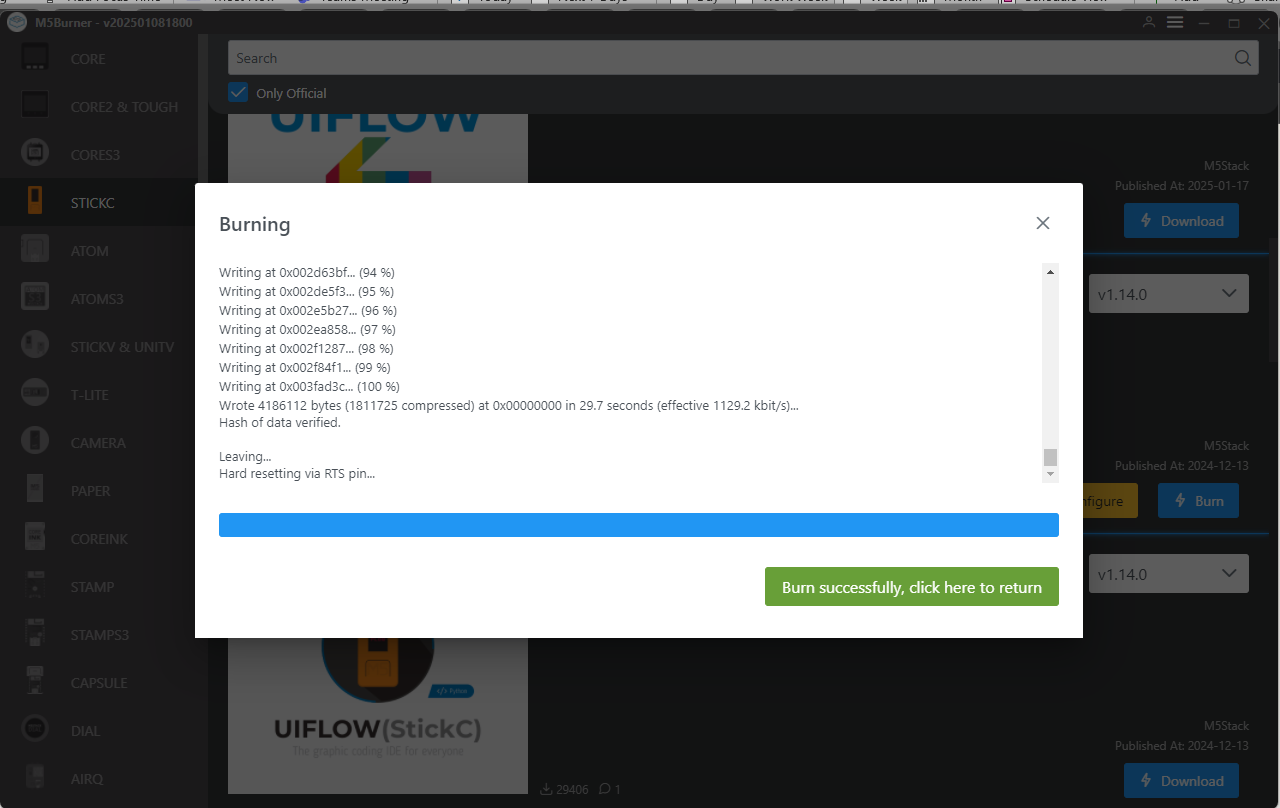 M5Burner - v202501081800
CORE
CORE2 & TOUGH
CORES3
STICKC
ATOM
ATOMS3
STICKV & UNITV
T-LITE
CAMERA
PAPER
COREINK
STAMP
STAMPS3
CAPSULE
DIAL
AIRQ
Search
Only Official
UIFLOW
M5Stack
Published At: 2025-01-17
Download
v1.14.0
Burning
Writing at 0x002d63bf... (94 %)
Writing at 0x002de5f3... (95 %)
Writing at 0x002e5b27... (96 %)
Writing at 0x002ea858... (97 %)
Writing at 0x002f1287... (98 %)
Writing at 0x002f84f1... (99 %)
Writing at 0x003fad3c... (100 %)
Wrote 4186112 bytes (1811725 compressed) at 0x00000000 in 29.7 seconds (effective 1129.2 kbit/s)...
Hash of data verified.
Leaving...
Hard resetting via RTS pin...
Burn successfully, click here to return
M5Stack
Published At: 2024-12-13
nfigure
Burn
v1.14.0
UIFLOW(StickC)
The graphic coding IDE for everyone
29406 1
M5Stack
Published At: 2024-12-13
Download